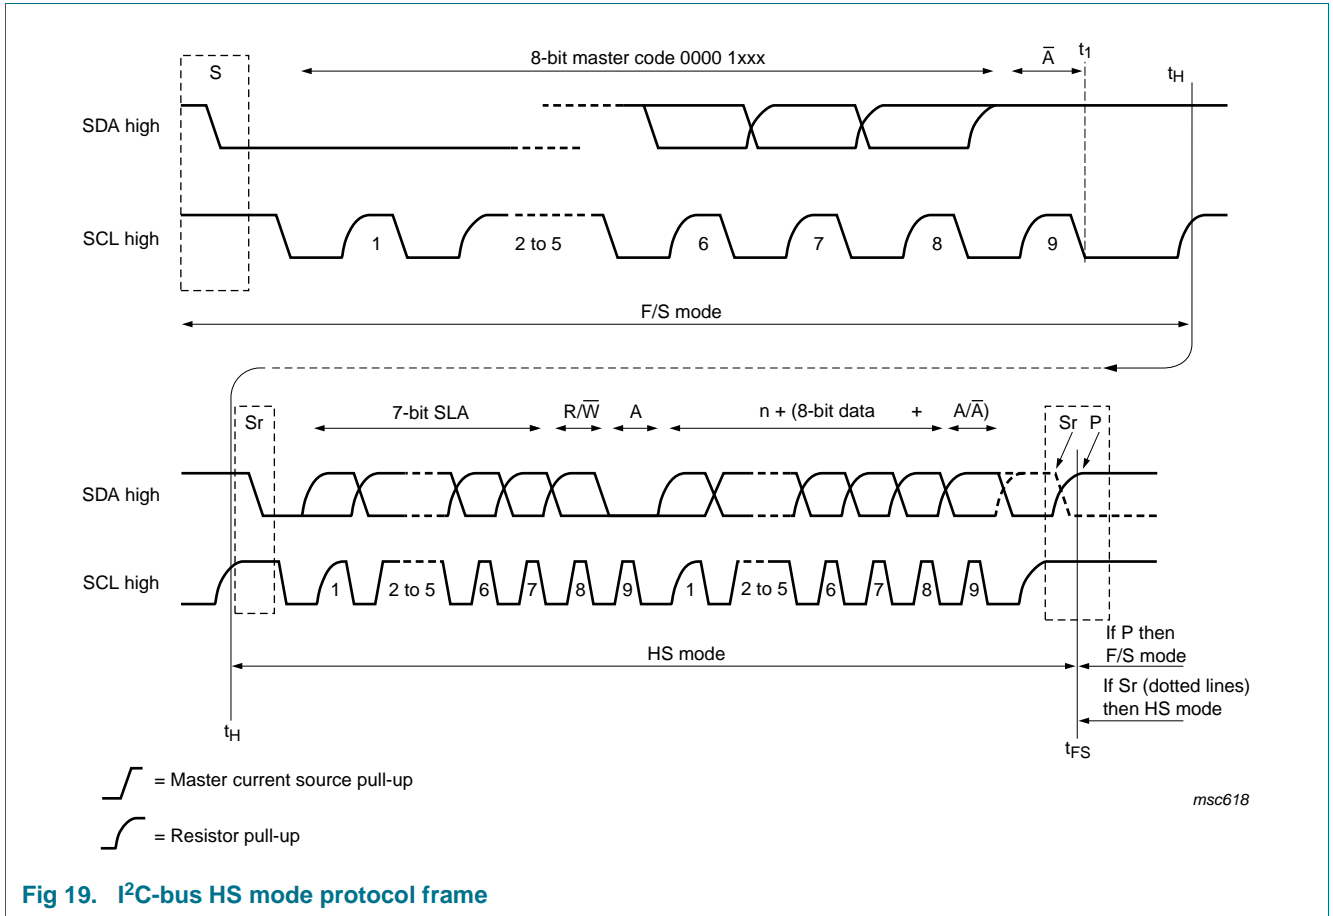 S
8-bit master code 0000 1xxx
A̅
t1
tH
SDA high
SCL high
1
2 to 5
6
7
8
9
F/S mode
Sr
7-bit SLA
R/W̅
A
n + (8-bit data
+
A/A̅)
Sr
P
SDA high
SCL high
1
2 to 5
6
7
8
9
1
2 to 5
6
7
8
9
If P then
F/S mode
HS mode
If Sr (dotted lines)
then HS mode
tH
tFS
= Master current source pull-up
msc618
= Resistor pull-up
Fig 19. I²C-bus HS mode protocol frame